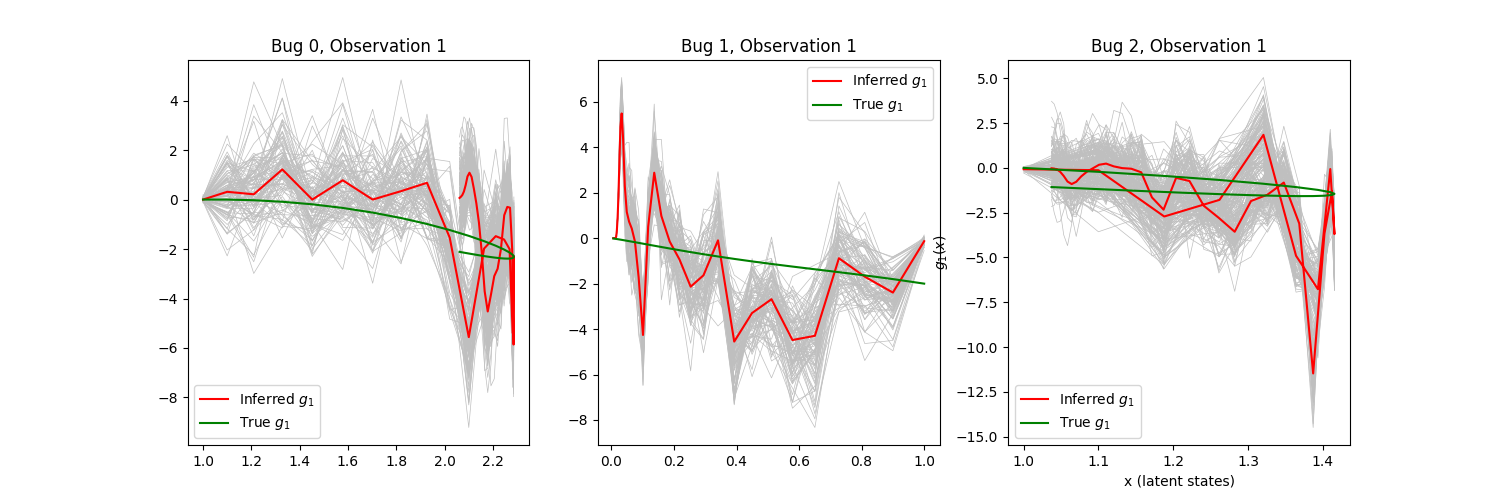 Bug 0, Observation 1
4
2
0
−2
−4
−6
−8
1.0 1.2 1.4 1.6 1.8 2.0 2.2
Inferred g₁
True g₁
Bug 1, Observation 1
6
4
2
0
−2
−4
−6
−8
0.0 0.2 0.4 0.6 0.8 1.0
Inferred g₁
True g₁
Bug 2, Observation 1
g₁(x)
5.0
2.5
0.0
−2.5
−5.0
−7.5
−10.0
−12.5
−15.0
1.0 1.1 1.2 1.3 1.4
x (latent states)
Inferred g₁
True g₁